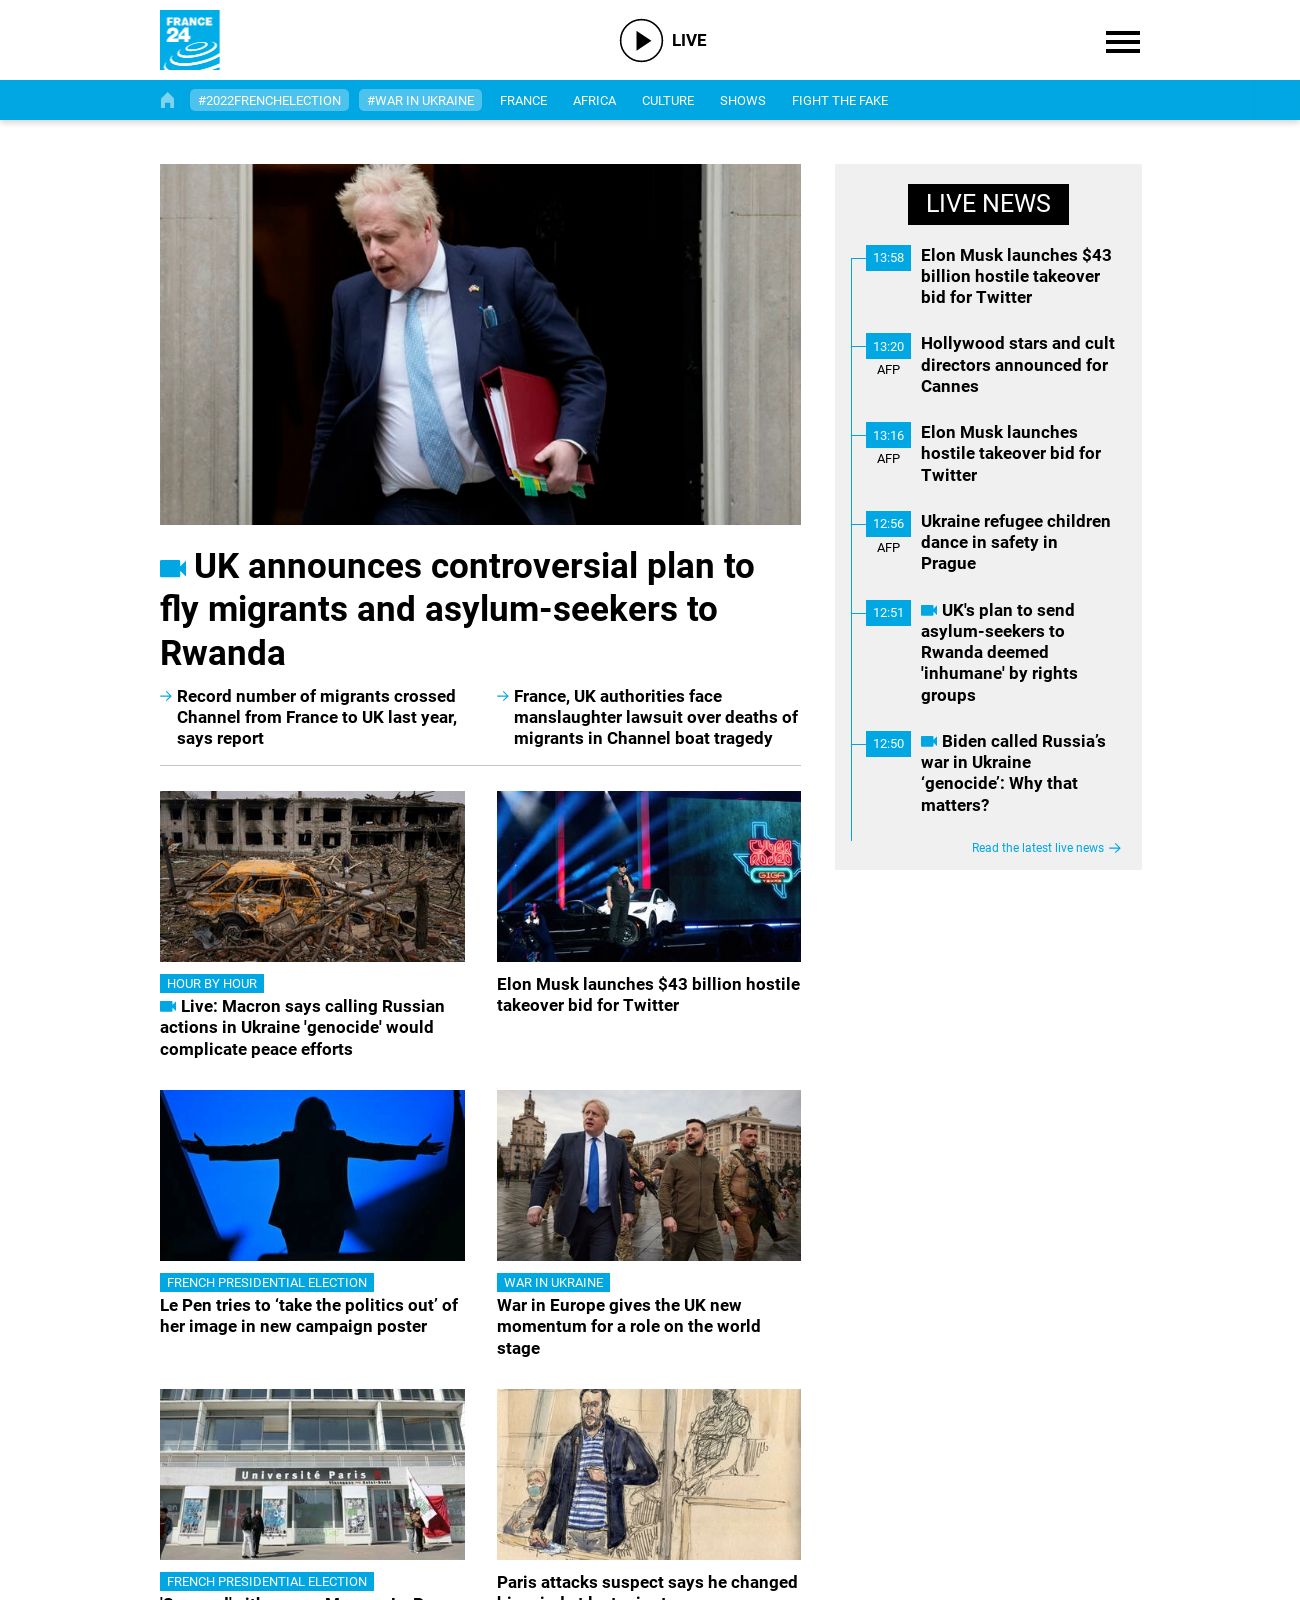 FRANCE
24
LIVE
#2022FRENCHELECTION #WAR IN UKRAINE FRANCE AFRICA CULTURE SHOWS FIGHT THE FAKE
UK announces controversial plan to
fly migrants and asylum-seekers to
Rwanda
Record number of migrants crossed
Channel from France to UK last year,
says report
France, UK authorities face
manslaughter lawsuit over deaths of
migrants in Channel boat tragedy
HOUR BY HOUR
Live: Macron says calling Russian
actions in Ukraine 'genocide' would
complicate peace efforts
CYBER
RODEO
GIGA
TEXAS
Elon Musk launches $43 billion hostile
takeover bid for Twitter
FRENCH PRESIDENTIAL ELECTION
Le Pen tries to ‘take the politics out’ of
her image in new campaign poster
WAR IN UKRAINE
War in Europe gives the UK new
momentum for a role on the world
stage
Université Paris
FRENCH PRESIDENTIAL ELECTION
Paris attacks suspect says he changed
LIVE NEWS
13:58
Elon Musk launches $43
billion hostile takeover
bid for Twitter
13:20
AFP
Hollywood stars and cult
directors announced for
Cannes
13:16
AFP
Elon Musk launches
hostile takeover bid for
Twitter
12:56
AFP
Ukraine refugee children
dance in safety in
Prague
12:51
UK's plan to send
asylum-seekers to
Rwanda deemed
'inhumane' by rights
groups
12:50
Biden called Russia’s
war in Ukraine
‘genocide’: Why that
matters?
Read the latest live news